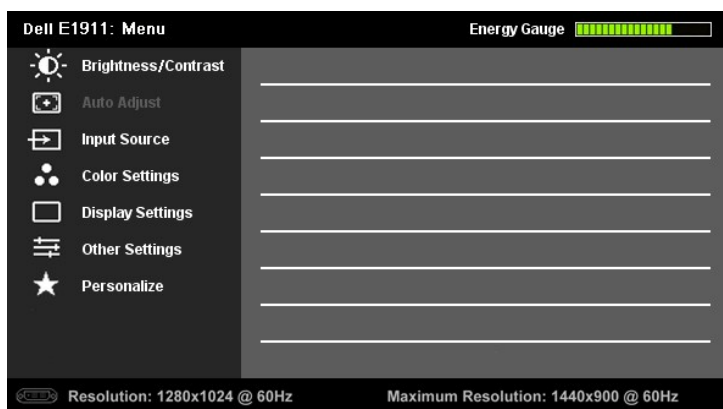 Dell E1911: Menu Energy Gauge
Brightness/Contrast
Auto Adjust
Input Source
Color Settings
Display Settings
Other Settings
Personalize
Resolution: 1280x1024 @ 60Hz Maximum Resolution: 1440x900 @ 60Hz